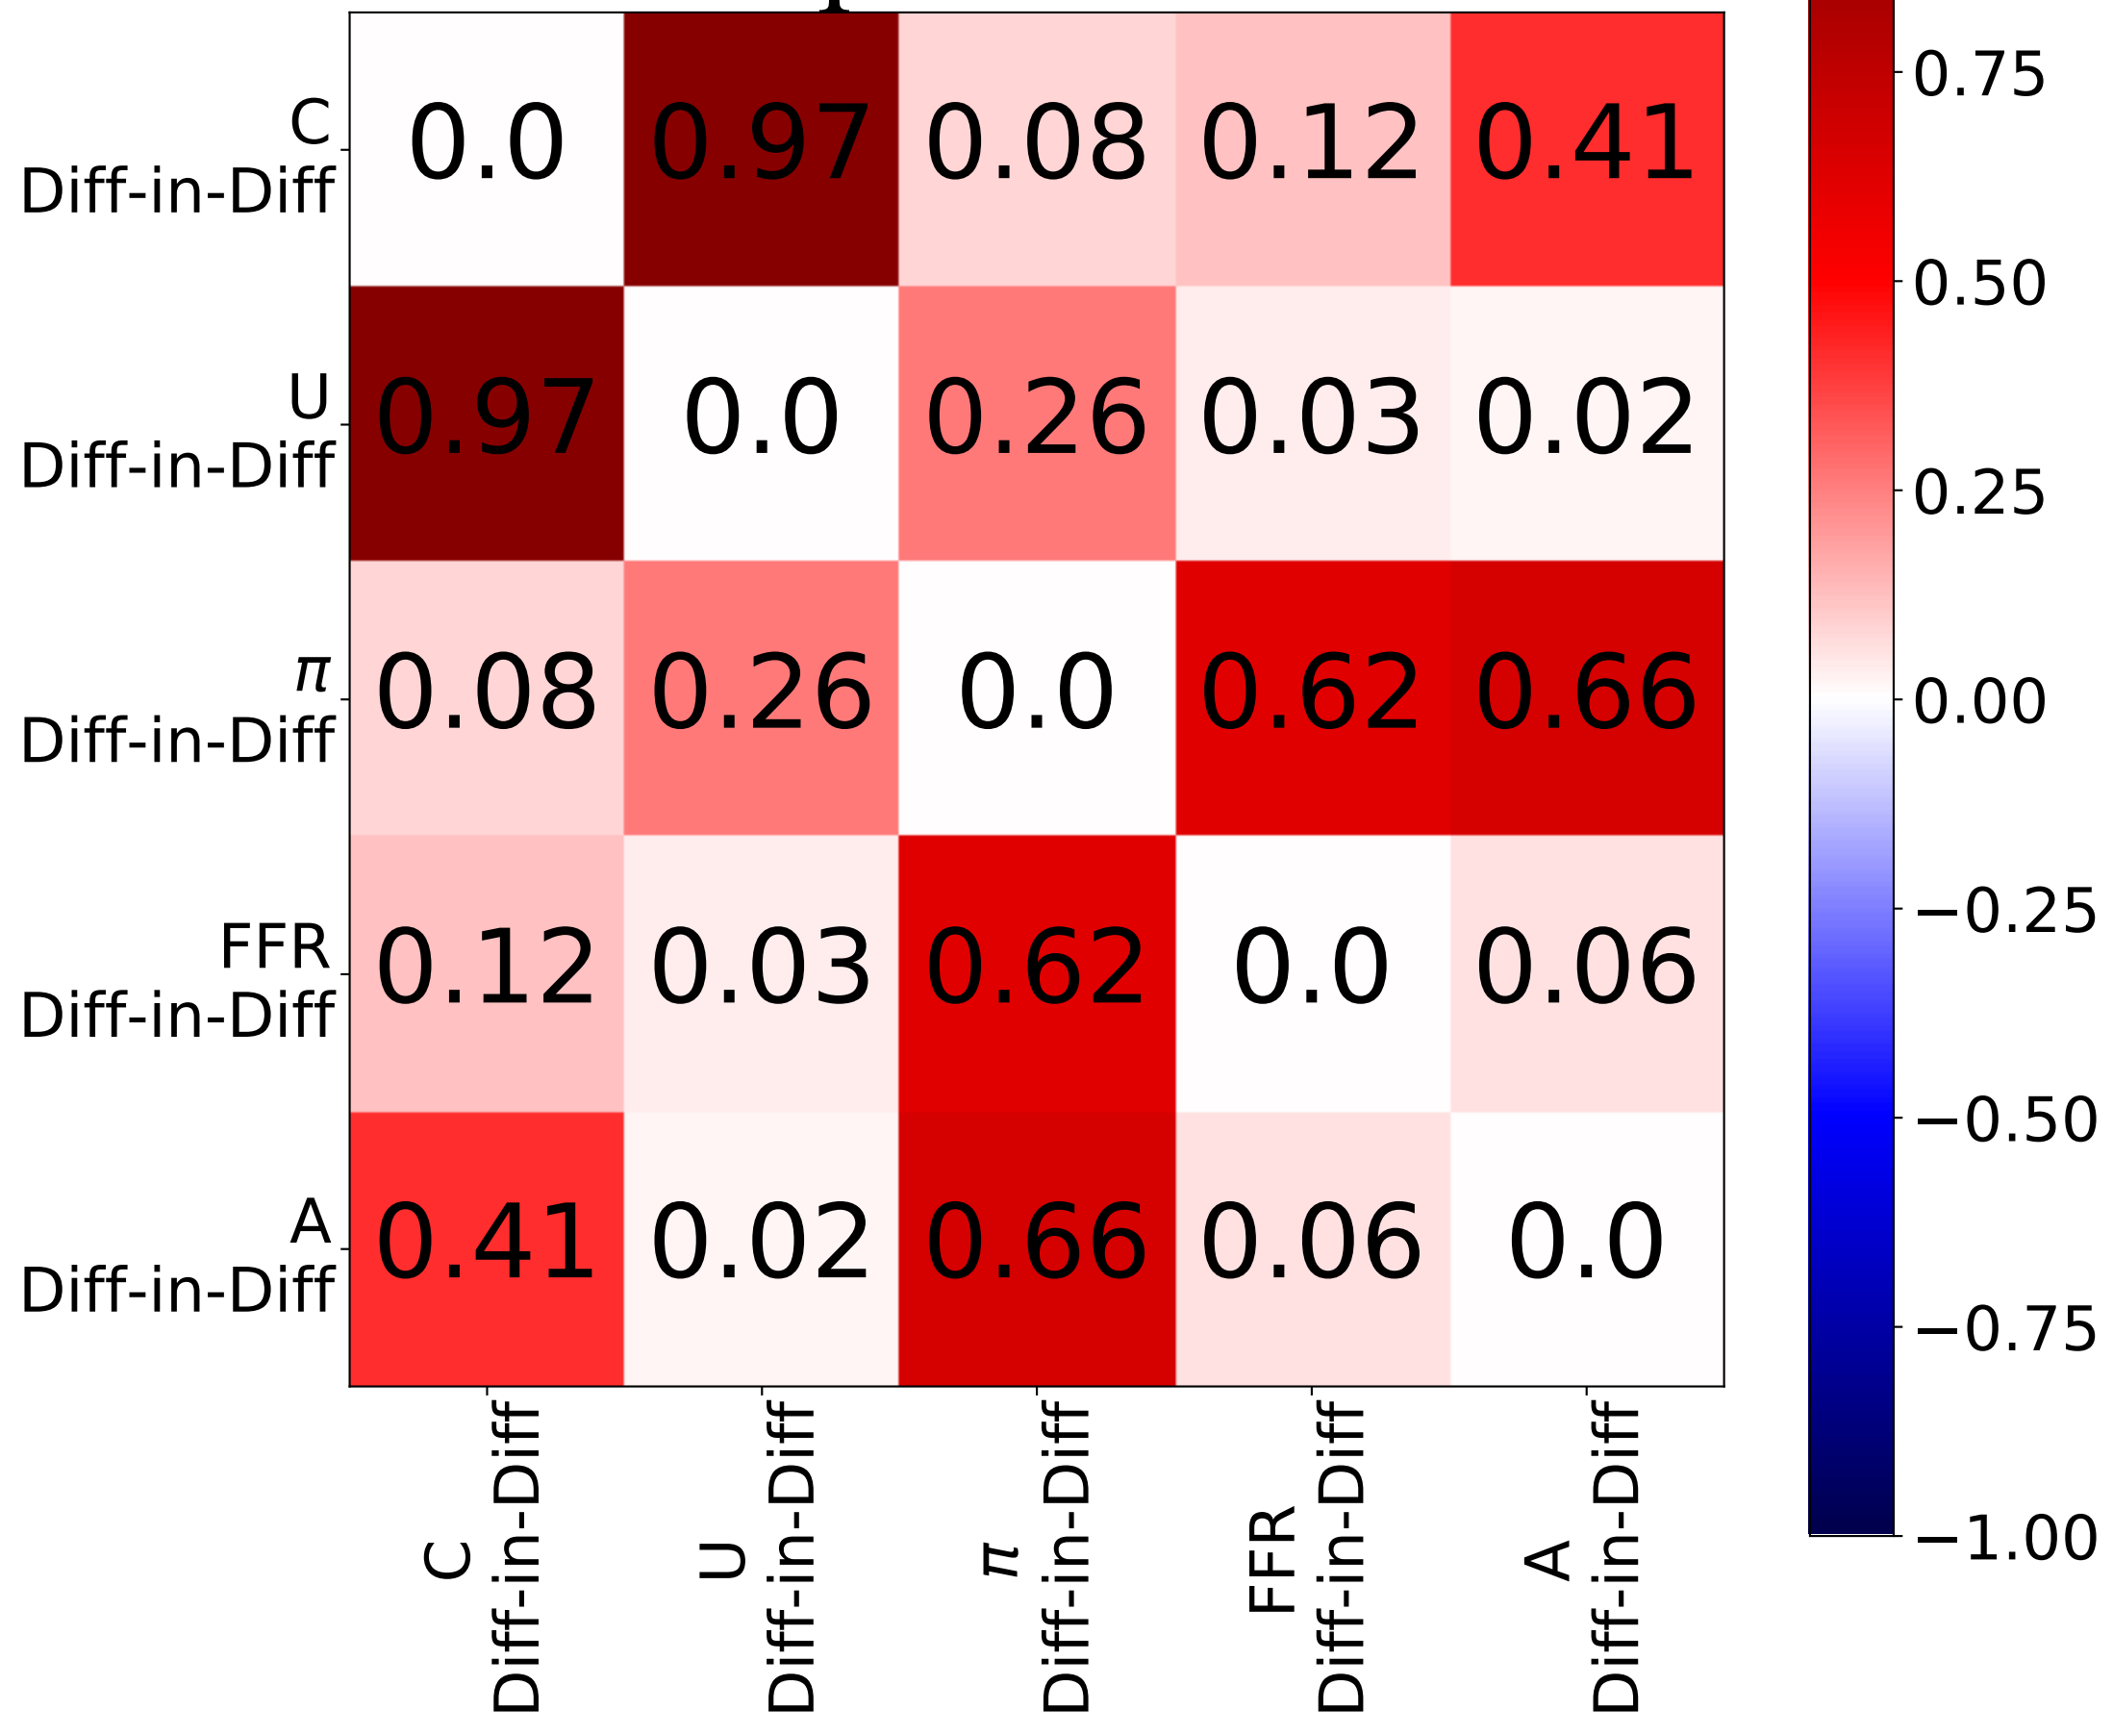 C
Diff-in-Diff
0.0 0.97 0.08 0.12 0.41
U
Diff-in-Diff
0.97 0.0 0.26 0.03 0.02
π
Diff-in-Diff
0.08 0.26 0.0 0.62 0.66
FFR
Diff-in-Diff
0.12 0.03 0.62 0.0 0.06
A
Diff-in-Diff
0.41 0.02 0.66 0.06 0.0
C
Diff-in-Diff
U
Diff-in-Diff
π
Diff-in-Diff
FFR
Diff-in-Diff
A
Diff-in-Diff
0.75
0.50
0.25
0.00
−0.25
−0.50
−0.75
−1.00